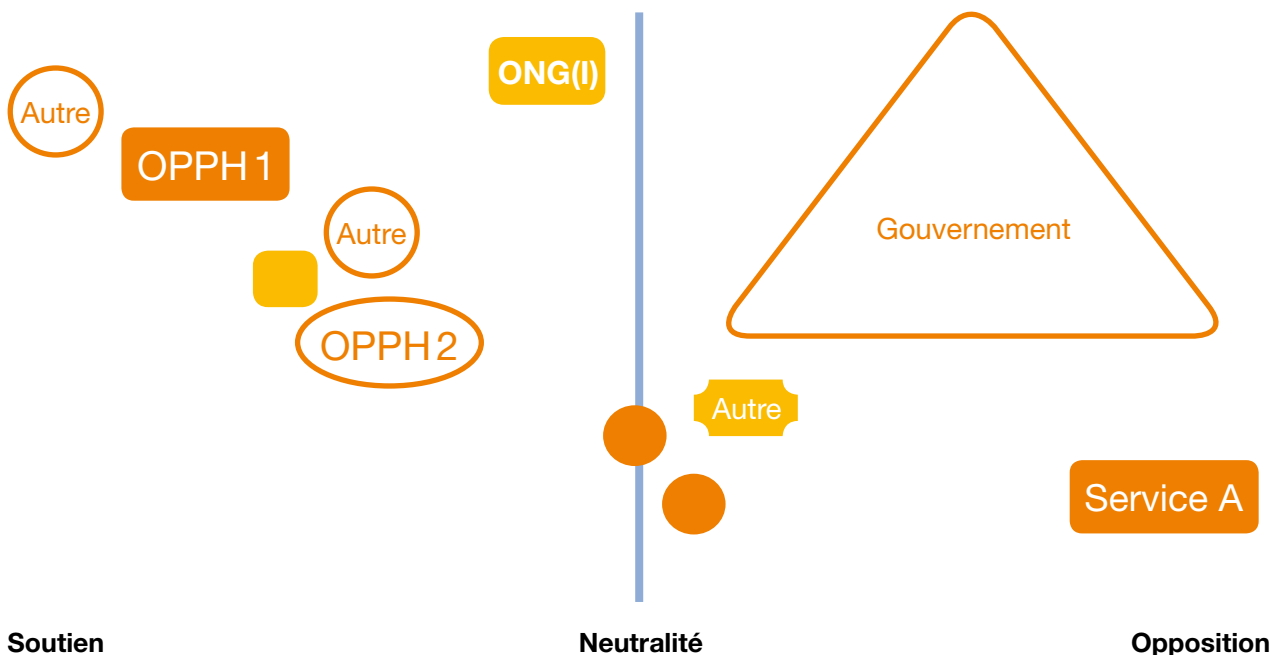 ONG(I)
Autre
OPPH 1
Autre
Gouvernement
OPPH 2
Autre
Service A
Soutien
Neutralité
Opposition